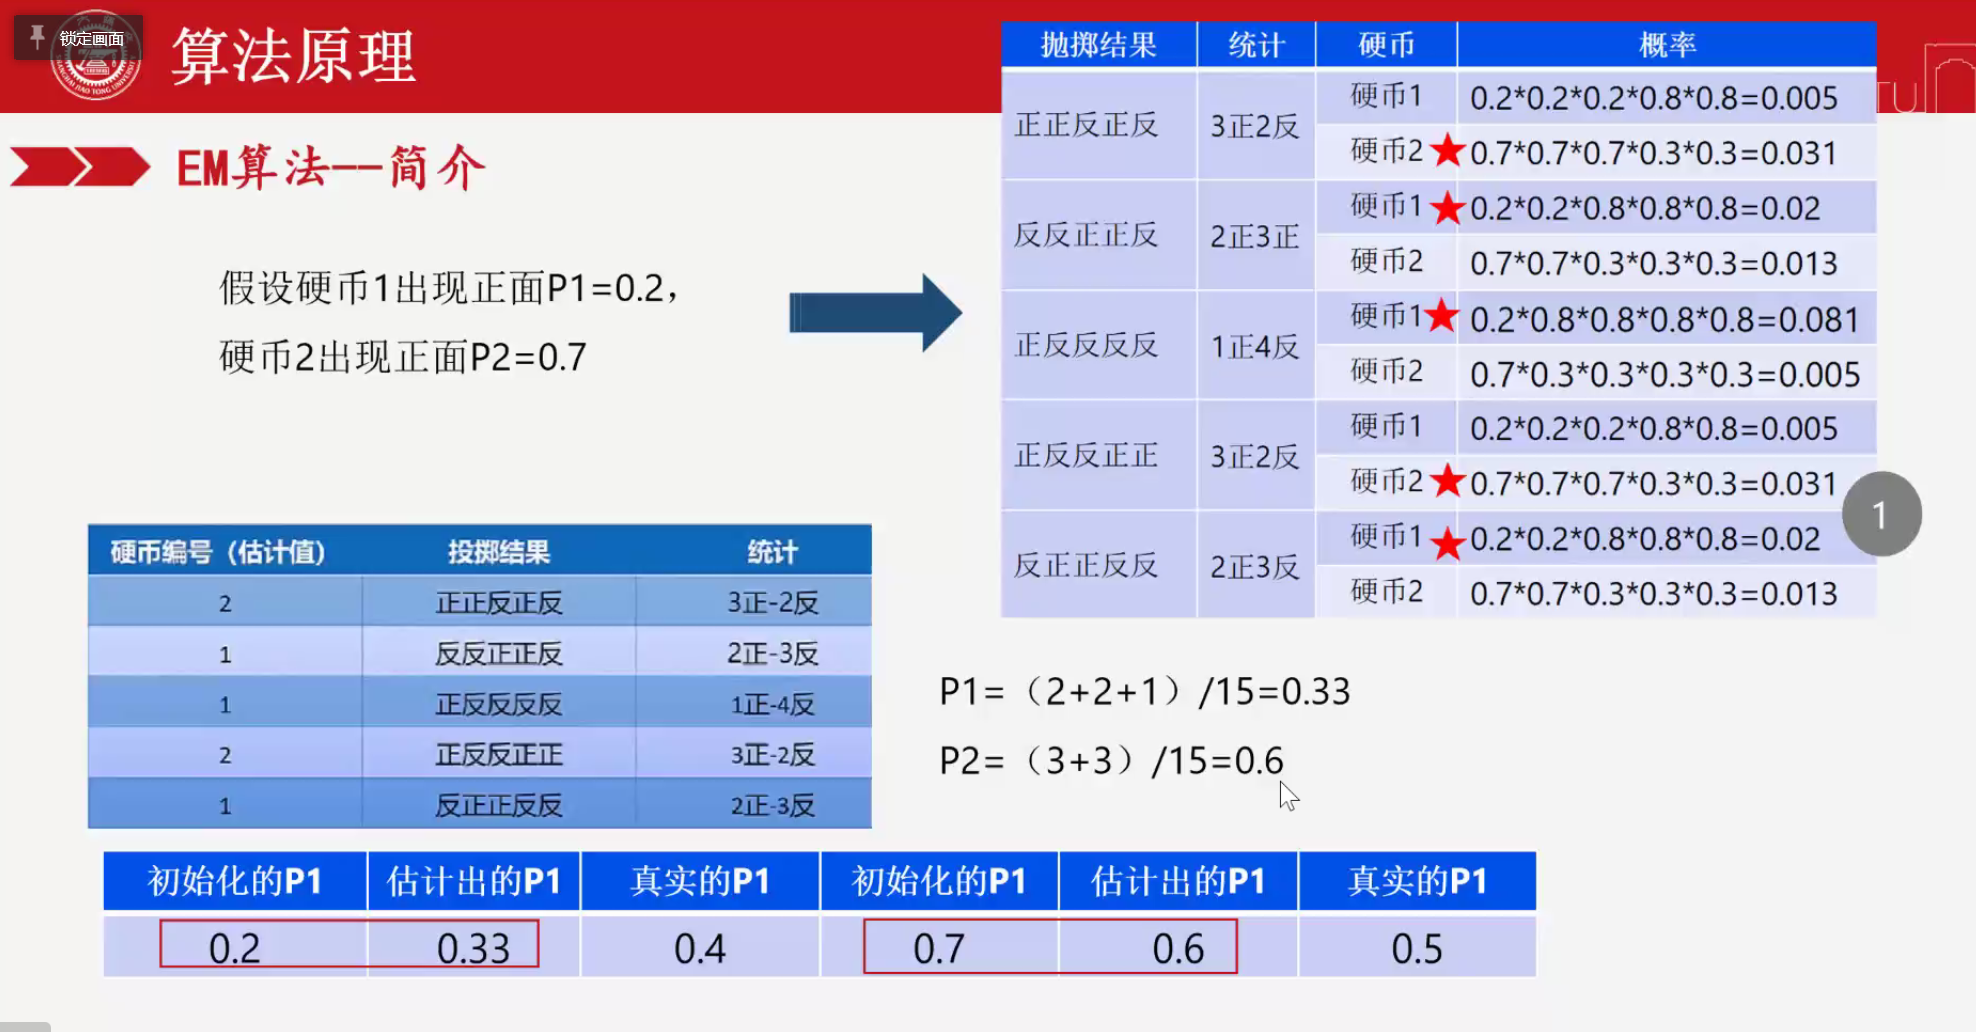 锁定画面
算法原理
EM算法--简介
假设硬币1出现正面P1=0.2，
硬币2出现正面P2=0.7
抛掷结果 统计 硬币 概率
正正反正反 3正2反 硬币1 0.2*0.2*0.2*0.8*0.8=0.005
硬币2 ★ 0.7*0.7*0.7*0.3*0.3=0.031
反反正正反 2正3正 硬币1 ★ 0.2*0.2*0.8*0.8*0.8=0.02
硬币2 0.7*0.7*0.3*0.3*0.3=0.013
正反反反反 1正4反 硬币1 ★ 0.2*0.8*0.8*0.8*0.8=0.081
硬币2 0.7*0.3*0.3*0.3*0.3=0.005
正反反正正 3正2反 硬币1 0.2*0.2*0.2*0.8*0.8=0.005
硬币2 ★ 0.7*0.7*0.7*0.3*0.3=0.031
反正正反反 2正3反 硬币1 ★ 0.2*0.2*0.8*0.8*0.8=0.02
硬币2 0.7*0.7*0.3*0.3*0.3=0.013
1
硬币编号（估计值） 投掷结果 统计
2 正正反正反 3正-2反
1 反反正正反 2正-3反
1 正反反反反 1正-4反
2 正反反正正 3正-2反
1 反正正反反 2正-3反
P1=（2+2+1）/15=0.33
P2=（3+3）/15=0.6
初始化的P1 估计出的P1 真实的P1 初始化的P1 估计出的P1 真实的P1
0.2 0.33 0.4 0.7 0.6 0.5